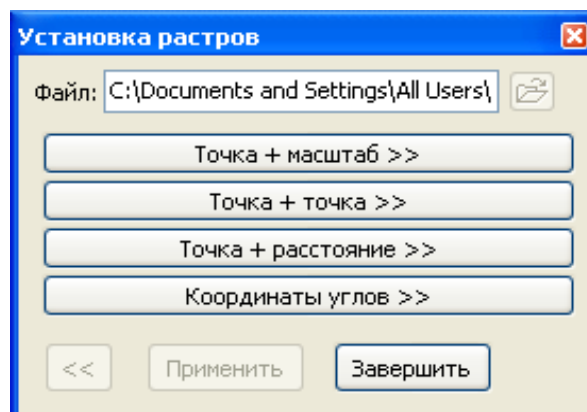 Установка растров
Файл: C:\Documents and Settings\All Users\
Точка + масштаб >>
Точка + точка >>
Точка + расстояние >>
Координаты углов >>
<< Применить Завершить